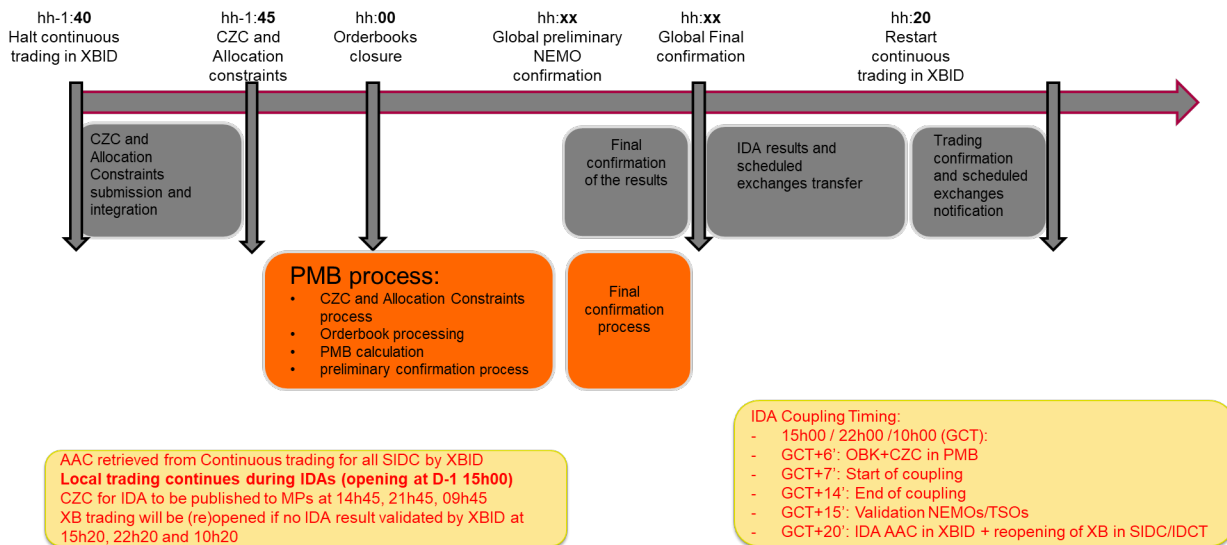 hh-1:40
Halt continuous
trading in XBID
hh-1:45
CZC and
Allocation
constraints
hh:00
Orderbooks
closure
hh:xx
Global preliminary
NEMO
confirmation
hh:xx
Global Final
confirmation
hh:20
Restart
continuous
trading in XBID
CZC and
Allocation
Constraints
submission and
integration
Final
confirmation
of the results
IDA results and
scheduled
exchanges transfer
Trading
confirmation
and scheduled
exchanges
notification
PMB process:
• CZC and Allocation Constraints
process
• Orderbook processing
• PMB calculation
• preliminary confirmation process
Final
confirmation
process
AAC retrieved from Continuous trading for all SIDC by XBID
Local trading continues during IDAs (opening at D-1 15h00)
CZC for IDA to be published to MPs at 14h45, 21h45, 09h45
XB trading will be (re)opened if no IDA result validated by XBID at
15h20, 22h20 and 10h20
IDA Coupling Timing:
- 15h00 / 22h00 /10h00 (GCT):
- GCT+6': OBK+CZC in PMB
- GCT+7': Start of coupling
- GCT+14': End of coupling
- GCT+15': Validation NEMOs/TSOs
- GCT+20': IDA AAC in XBID + reopening of XB in SIDC/IDCT